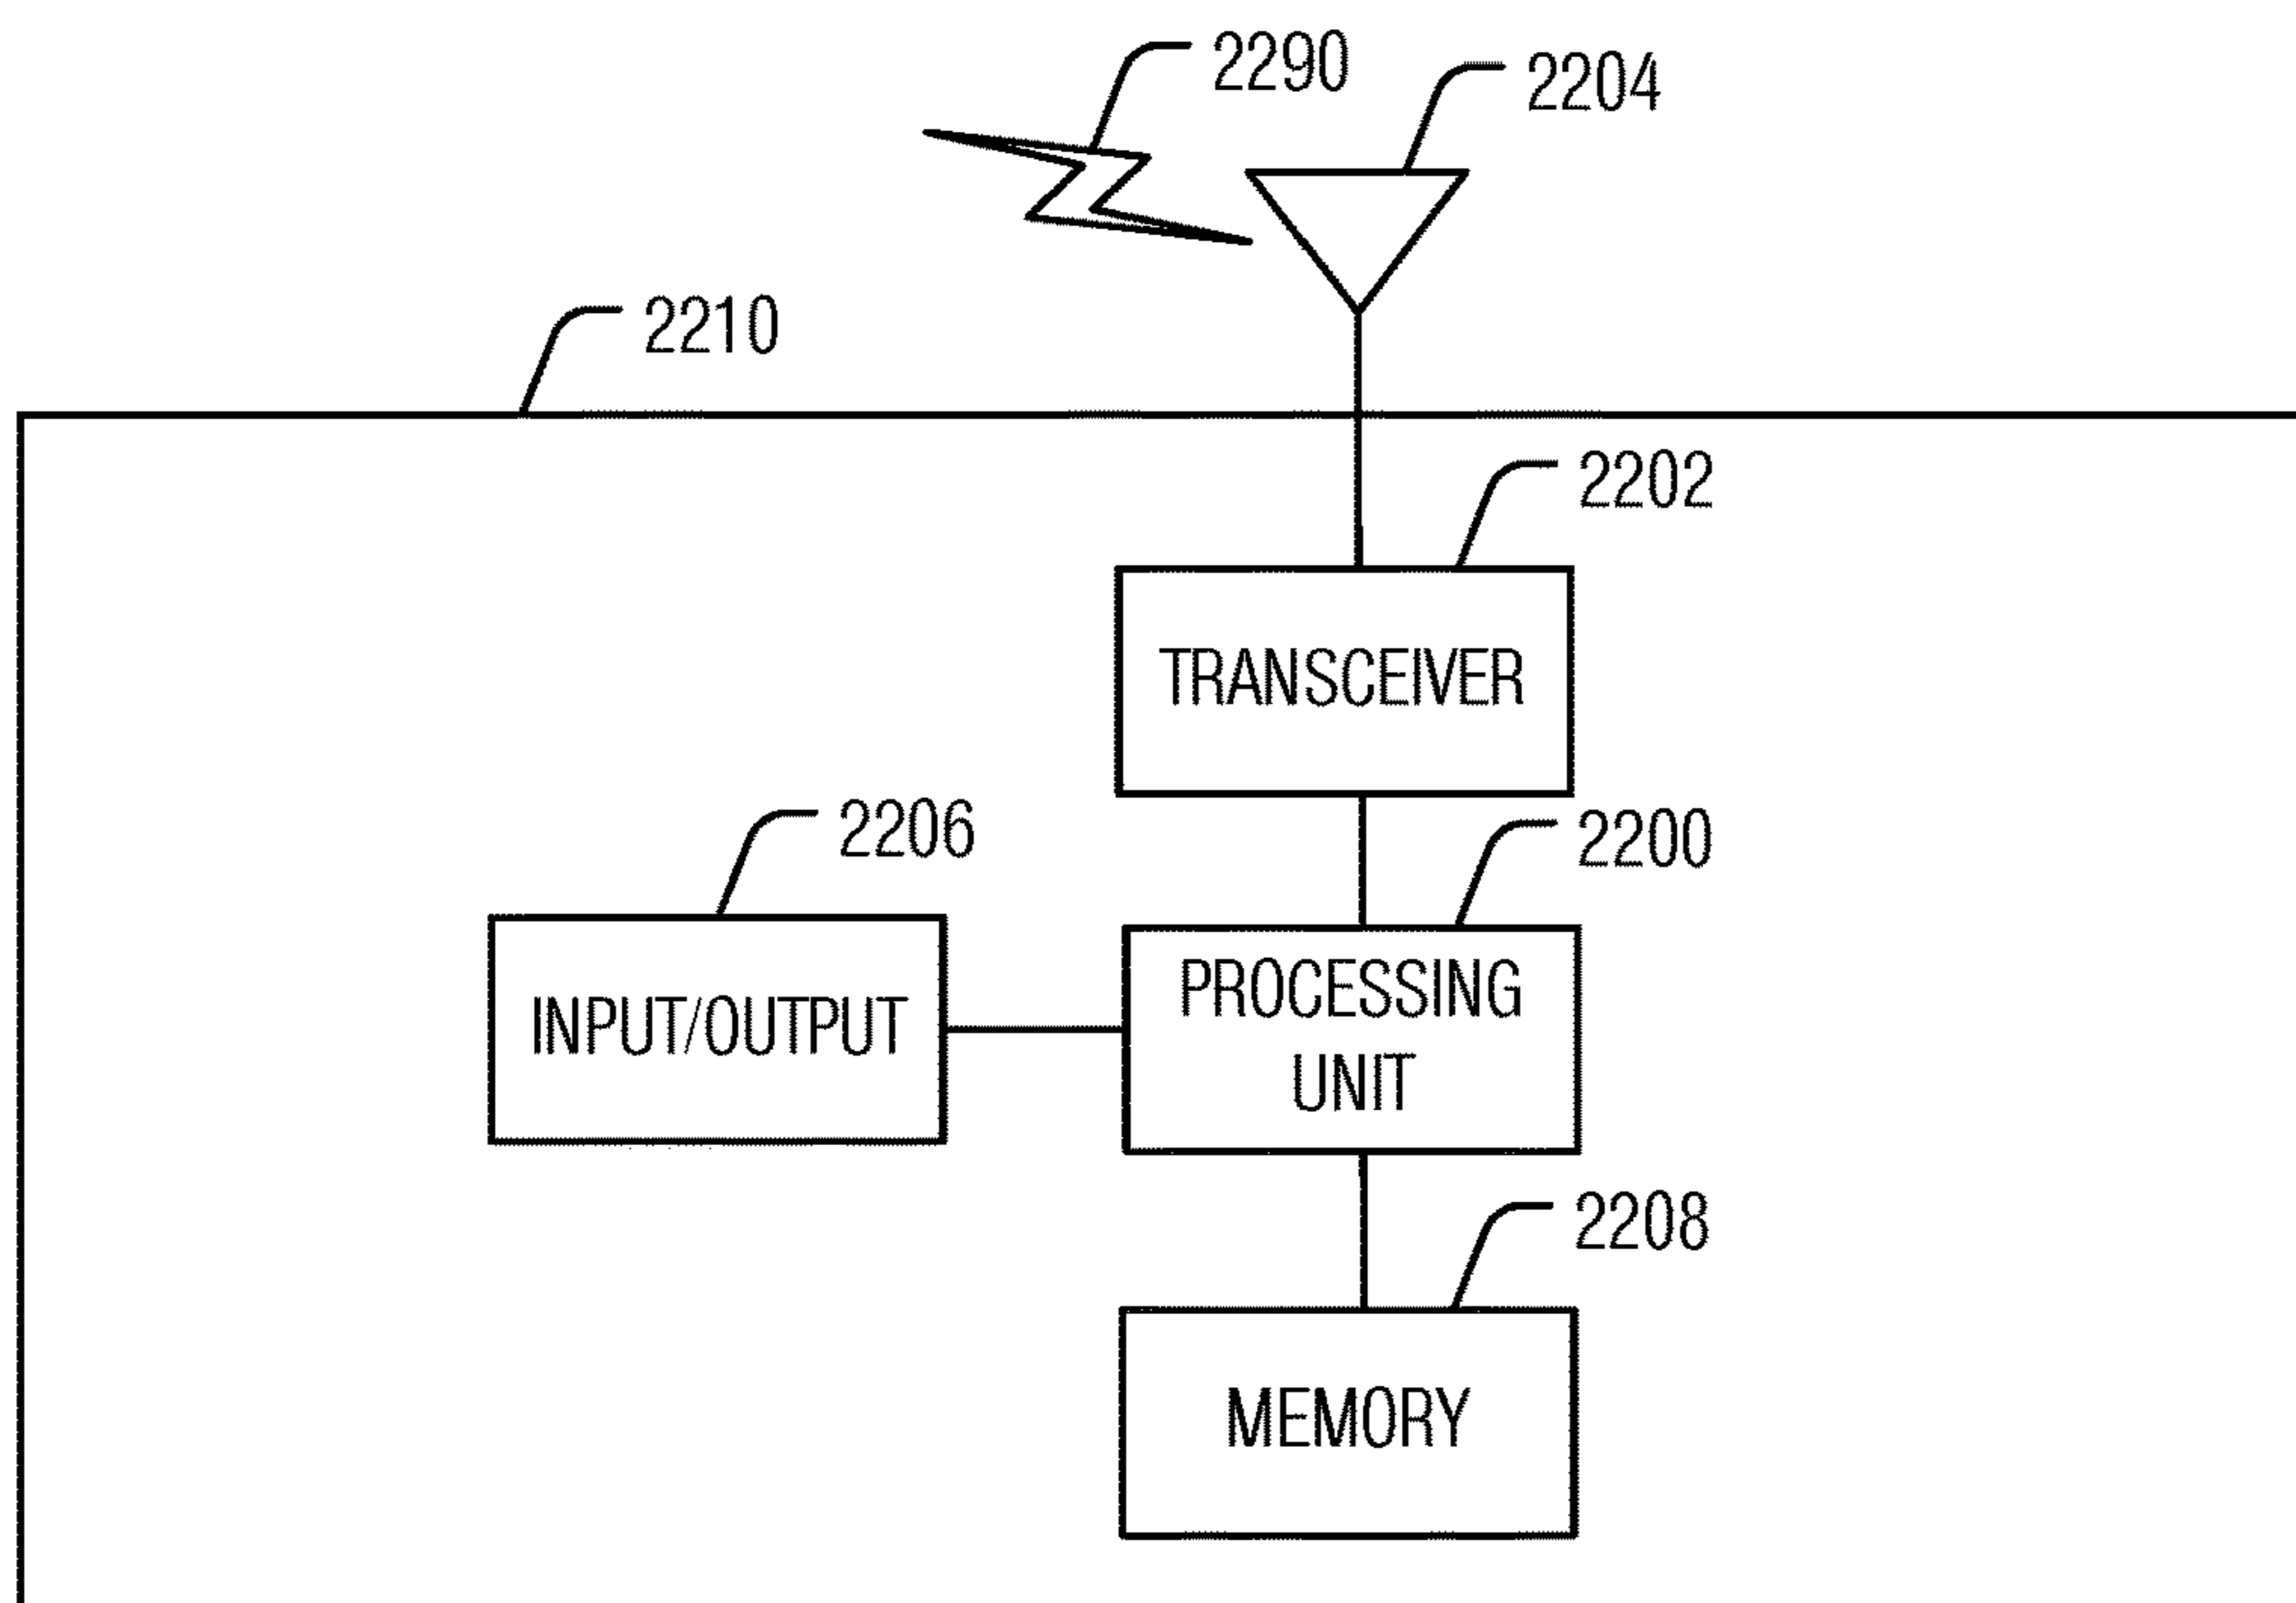 2290
2204
2210
2202
TRANSCEIVER
2206
2200
INPUT/OUTPUT
PROCESSING
UNIT
2208
MEMORY